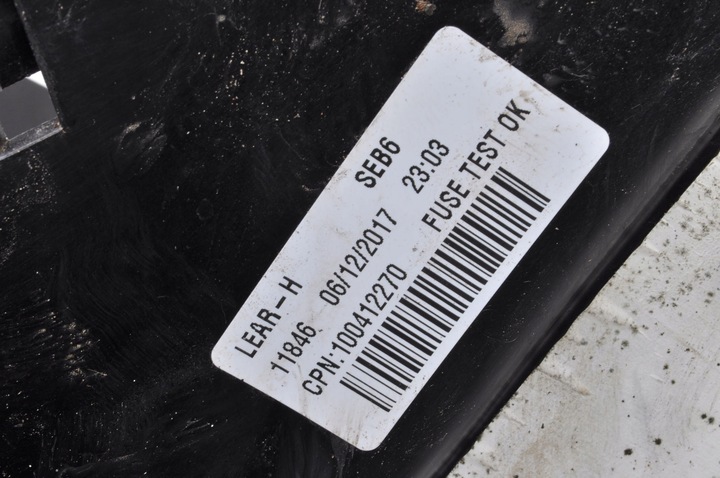 LEAR-H SEB6
11846 06/12/2017 23:03
CPN:100412270 FUSE TEST OK